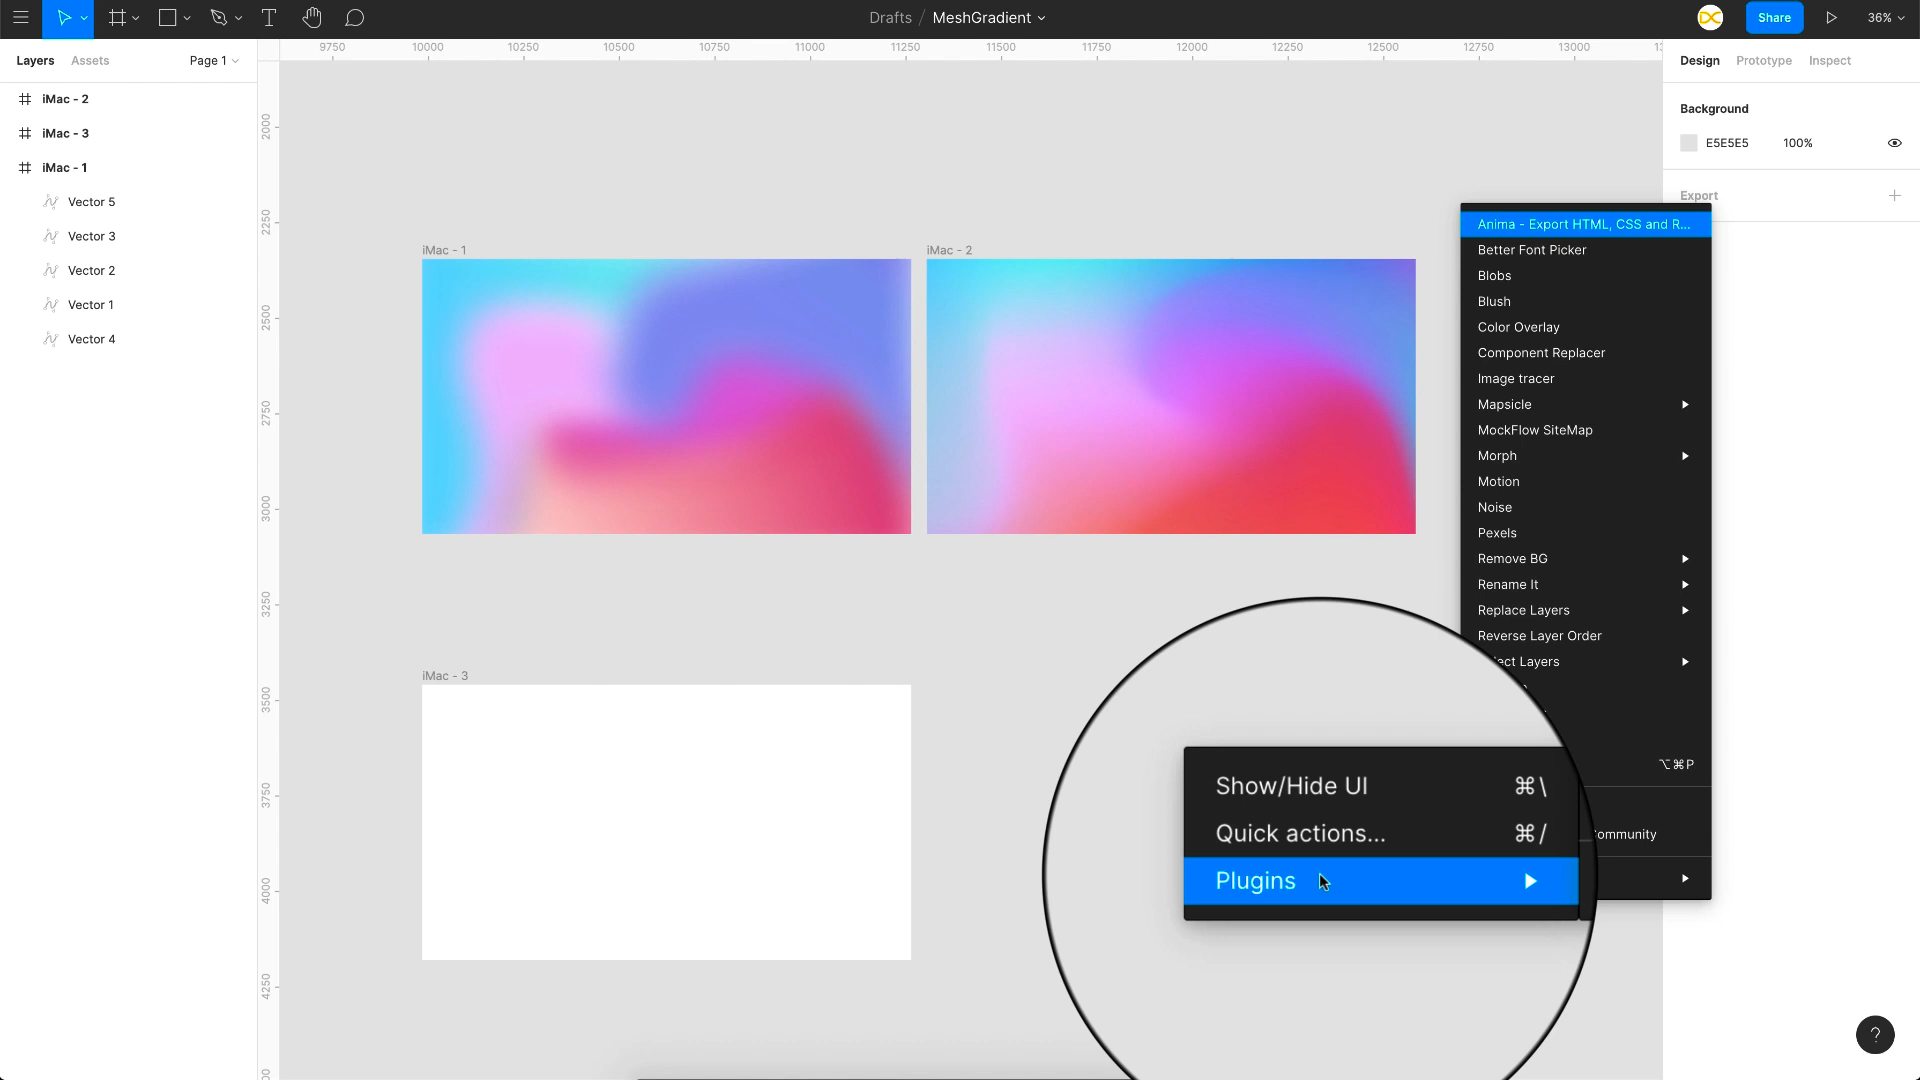 Drafts / MeshGradient
Share
36%
Layers
Assets
Page 1
9750
10000
10250
10500
10750
11000
11250
11500
11750
12000
12250
12500
12750
13000
Design
Prototype
Inspect
iMac - 2
iMac - 3
iMac - 1
Vector 5
Vector 3
Vector 2
Vector 1
Vector 4
2000
2250
2500
2750
3000
3250
3500
3750
4000
4250
Background
E5E5E5
100%
Export
iMac - 1
iMac - 2
iMac - 3
Anima - Export HTML, CSS and R...
Better Font Picker
Blobs
Blush
Color Overlay
Component Replacer
Image tracer
Mapsicle
MockFlow SiteMap
Morph
Motion
Noise
Pexels
Remove BG
Rename It
Replace Layers
Reverse Layer Order
ect Layers
⌥⌘P
ommunity
Show/Hide UI ⌘\
Quick actions... ⌘/
Plugins
?